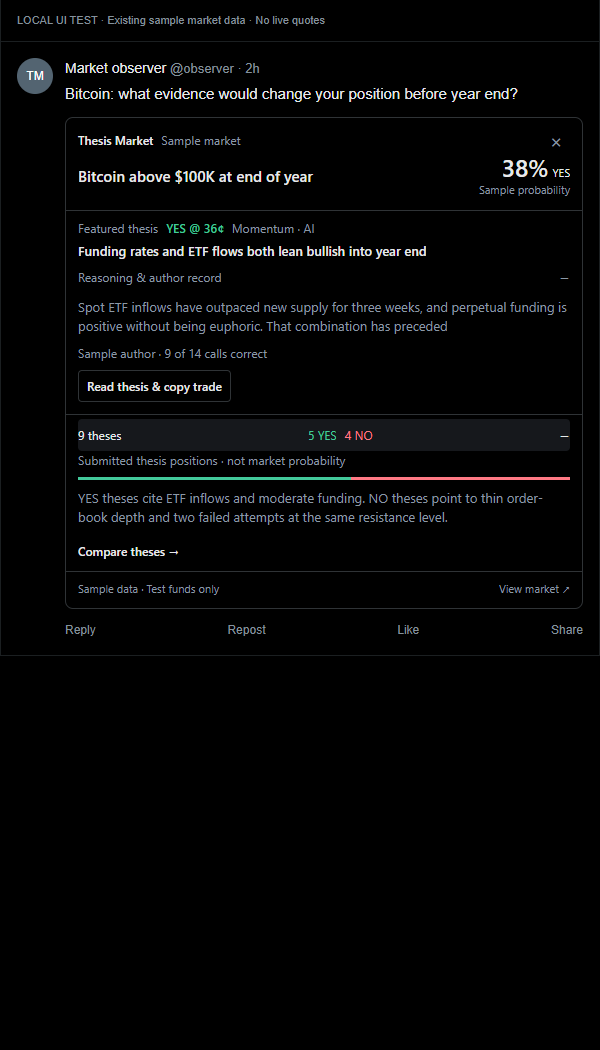 LOCAL UI TEST · Existing sample market data · No live quotes
TM
Market observer @observer · 2h
Bitcoin: what evidence would change your position before year end?
Thesis Market Sample market ×
Bitcoin above $100K at end of year
38% YES
Sample probability
Featured thesis YES @ 36¢ Momentum · AI
Funding rates and ETF flows both lean bullish into year end
Reasoning & author record –
Spot ETF inflows have outpaced new supply for three weeks, and perpetual funding is
positive without being euphoric. That combination has preceded
Sample author · 9 of 14 calls correct
Read thesis & copy trade
9 theses 5 YES 4 NO –
Submitted thesis positions · not market probability
YES theses cite ETF inflows and moderate funding. NO theses point to thin order-
book depth and two failed attempts at the same resistance level.
Compare theses →
Sample data · Test funds only View market ↗
Reply Repost Like Share